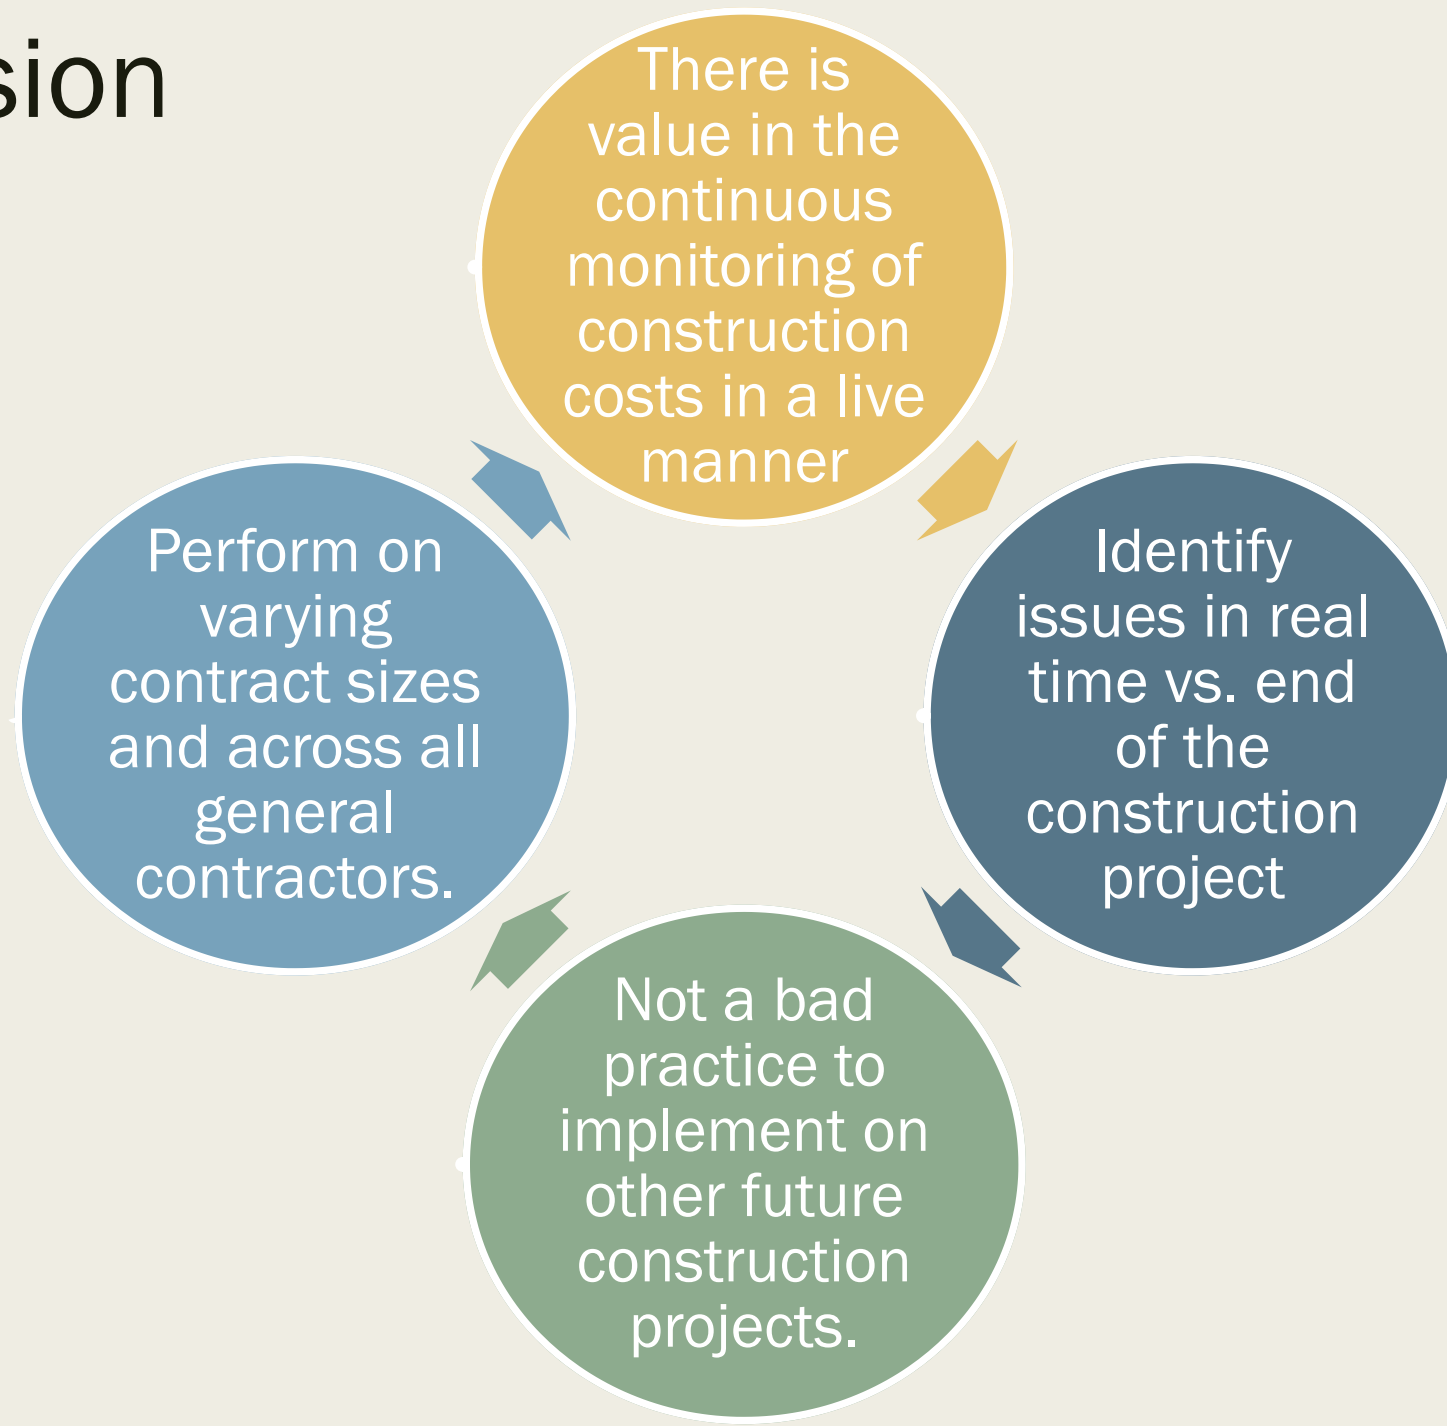 sion
There is
value in the
continuous
monitoring of
construction
costs in a live
manner
Identify
issues in real
time vs. end
of the
construction
project
Not a bad
practice to
implement on
other future
construction
projects.
Perform on
varying
contract sizes
and across all
general
contractors.